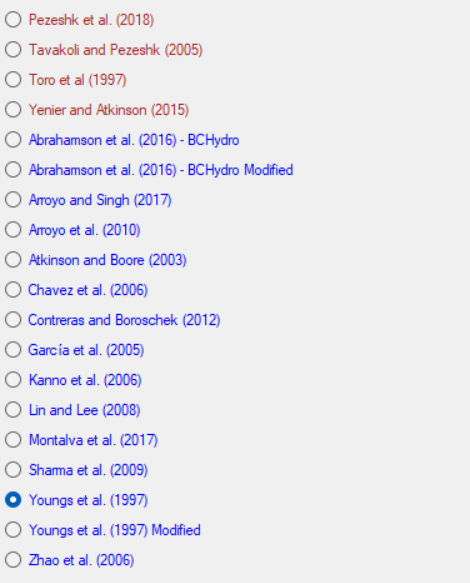 Pezeshk et al. (2018)
Tavakoli and Pezeshk (2005)
Toro et al (1997)
Yenier and Atkinson (2015)
Abrahamson et al. (2016) - BCHydro
Abrahamson et al. (2016) - BCHydro Modified
Arroyo and Singh (2017)
Arroyo et al. (2010)
Atkinson and Boore (2003)
Chavez et al. (2006)
Contreras and Boroschek (2012)
García et al. (2005)
Kanno et al. (2006)
Lin and Lee (2008)
Montalva et al. (2017)
Sharma et al. (2009)
Youngs et al. (1997)
Youngs et al. (1997) Modified
Zhao et al. (2006)